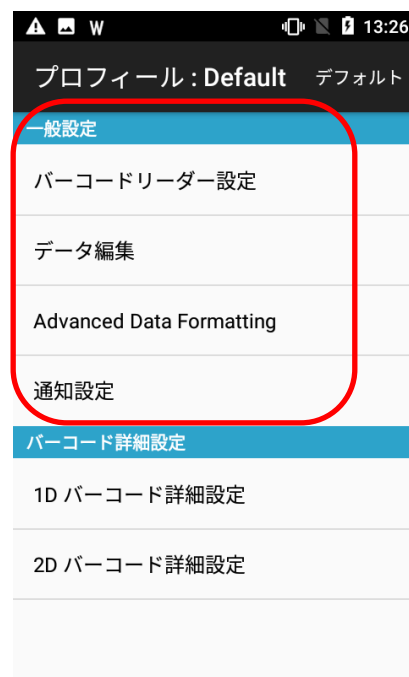 W 13:26
プロフィール : Default デフォルト
一般設定
バーコードリーダー設定
データ編集
Advanced Data Formatting
通知設定
バーコード詳細設定
1D バーコード詳細設定
2D バーコード詳細設定